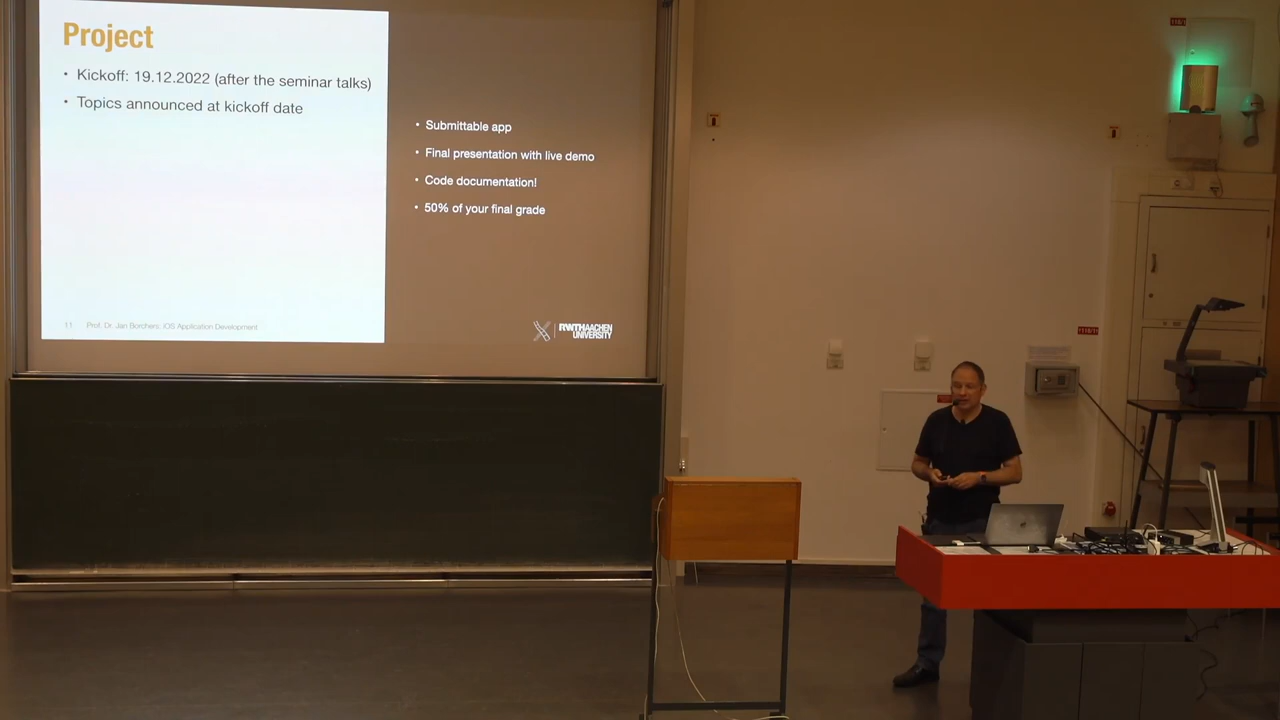 Project
• Kickoff: 19.12.2022 (after the seminar talks)
• Topics announced at kickoff date
• Submittable app
• Final presentation with live demo
• Code documentation!
• 50% of your final grade
11 Prof. Dr. Jan Borchers: iOS Application Development
RWTHAACHEN
UNIVERSITY